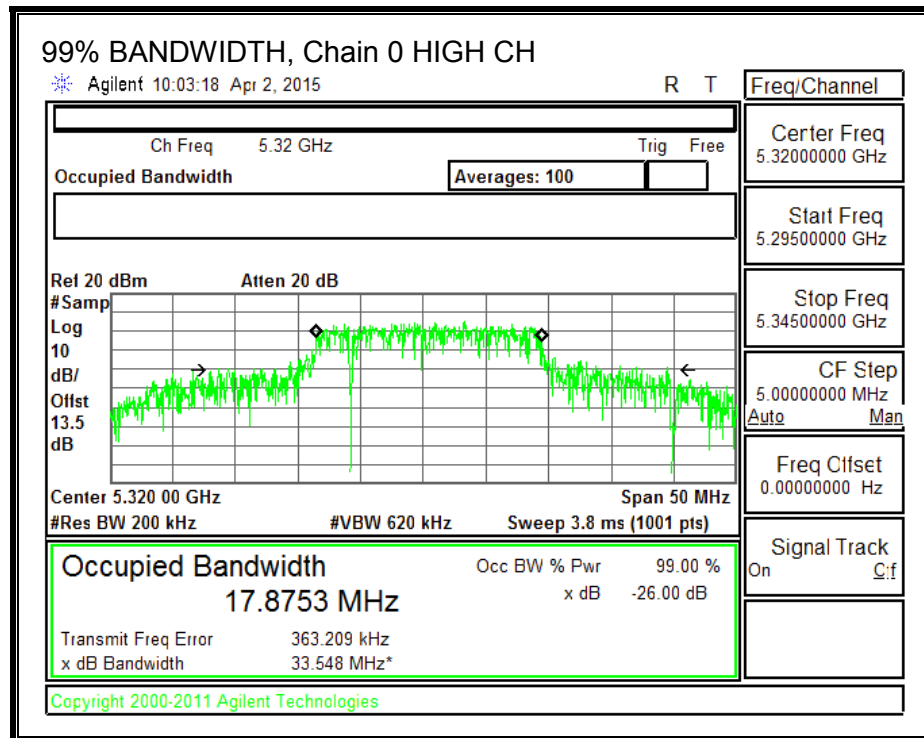 99% BANDWIDTH, Chain 0 HIGH CH
Agilent 10:03:18 Apr 2, 2015 R T
Freq/Channel
Ch Freq 5.32 GHz Trig Free
Occupied Bandwidth Averages: 100
Center Freq
5.32000000 GHz
Start Freq
5.29500000 GHz
Stop Freq
5.34500000 GHz
CF Step
5.00000000 MHz
Auto Man
Freq Offset
0.00000000 Hz
Signal Track
On Off
Ref 20 dBm Atten 20 dB
#Samp
Log
10
dB/
Offst
13.5
dB
Center 5.320 00 GHz Span 50 MHz
#Res BW 200 kHz #VBW 620 kHz Sweep 3.8 ms (1001 pts)
Occupied Bandwidth Occ BW % Pwr 99.00 %
17.8753 MHz x dB -26.00 dB
Transmit Freq Error 363.209 kHz
x dB Bandwidth 33.548 MHz*
Copyright 2000-2011 Agilent Technologies